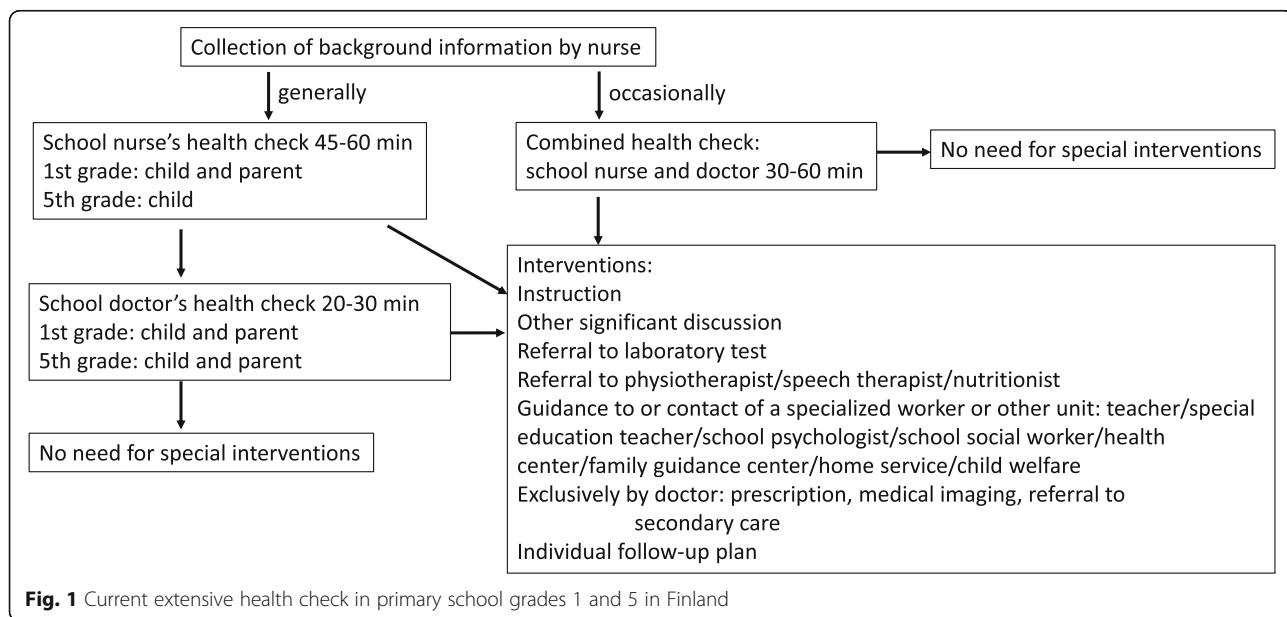 Collection of background information by nurse
generally
occasionally
School nurse's health check 45-60 min
1st grade: child and parent
5th grade: child
Combined health check:
school nurse and doctor 30-60 min
No need for special interventions
School doctor's health check 20-30 min
1st grade: child and parent
5th grade: child and parent
No need for special interventions
Interventions:
Instruction
Other significant discussion
Referral to laboratory test
Referral to physiotherapist/speech therapist/nutritionist
Guidance to or contact of a specialized worker or other unit: teacher/special
education teacher/school psychologist/school social worker/health
center/family guidance center/home service/child welfare
Exclusively by doctor: prescription, medical imaging, referral to
secondary care
Individual follow-up plan
Fig. 1 Current extensive health check in primary school grades 1 and 5 in Finland